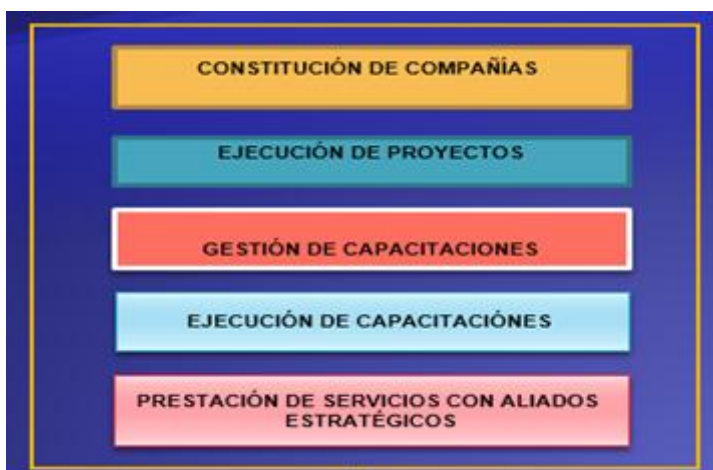 CONSTITUCIÓN DE COMPAÑÍAS
EJECUCIÓN DE PROYECTOS
GESTIÓN DE CAPACITACIONES
EJECUCIÓN DE CAPACITACIÓNES
PRESTACIÓN DE SERVICIOS CON ALIADOS
ESTRATÉGICOS